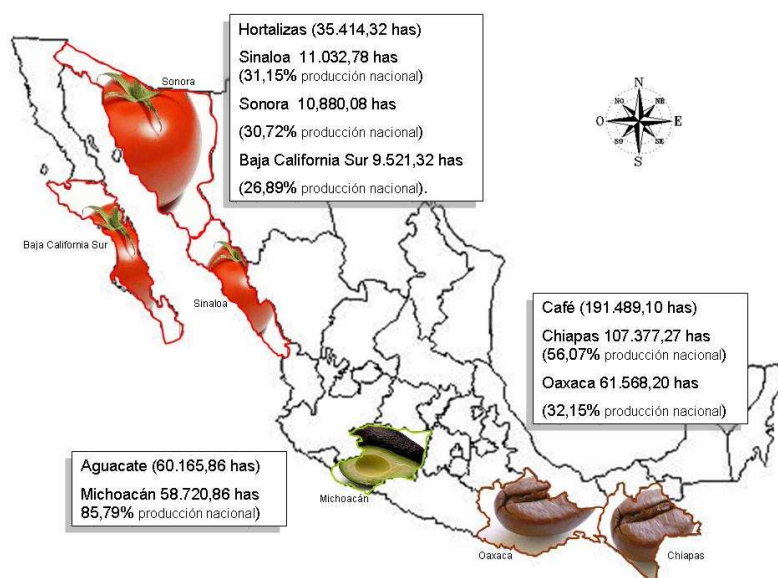 Hortalizas (35.414,32 has)
Sinaloa 11.032,78 has
(31,15% producción nacional)
Sonora 10,880,08 has
(30,72% producción nacional)
Baja California Sur 9.521,32 has
(26,89% producción nacional).
Sonora
N
NO
NE
O
E
SO
SE
S
Baja California Sur
Sinaloa
Café (191.489,10 has)
Chiapas 107.377,27 has
(56,07% producción nacional)
Oaxaca 61.568,20 has
(32,15% producción nacional)
Aguacate (60.165,86 has)
Michoacán 58.720,86 has
85,79% producción nacional)
Michoacán
Oaxaca
Chiapas